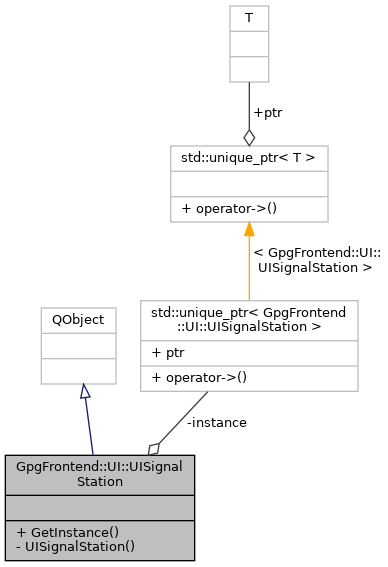 T
+ptr
std::unique_ptr< T >
+ operator->()
< GpgFrontend::UI::
UISignalStation >
std::unique_ptr< GpgFrontend
::UI::UISignalStation >
+ ptr
+ operator->()
QObject
-instance
GpgFrontend::UI::UISignal
Station
+ GetInstance()
- UISignalStation()